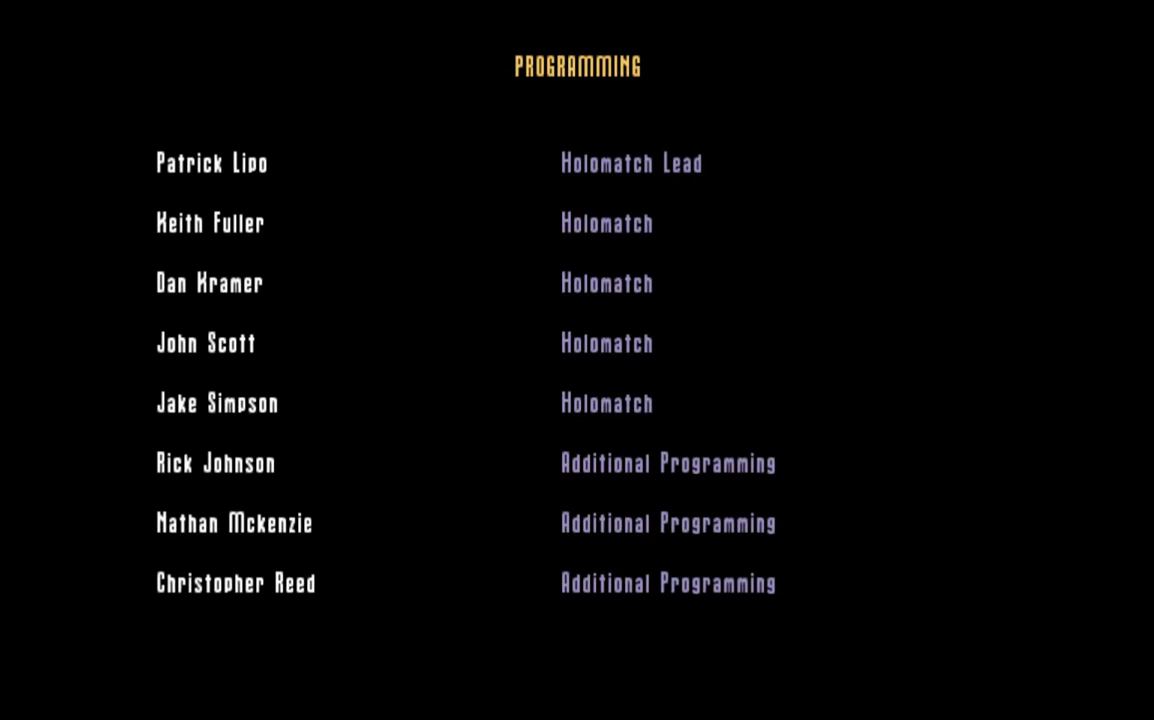 PROGRAMMING
Patrick Lipo Holomatch Lead
Keith Fuller Holomatch
Dan Kramer Holomatch
John Scott Holomatch
Jake Simpson Holomatch
Rick Johnson Additional Programming
Nathan Mckenzie Additional Programming
Christopher Reed Additional Programming